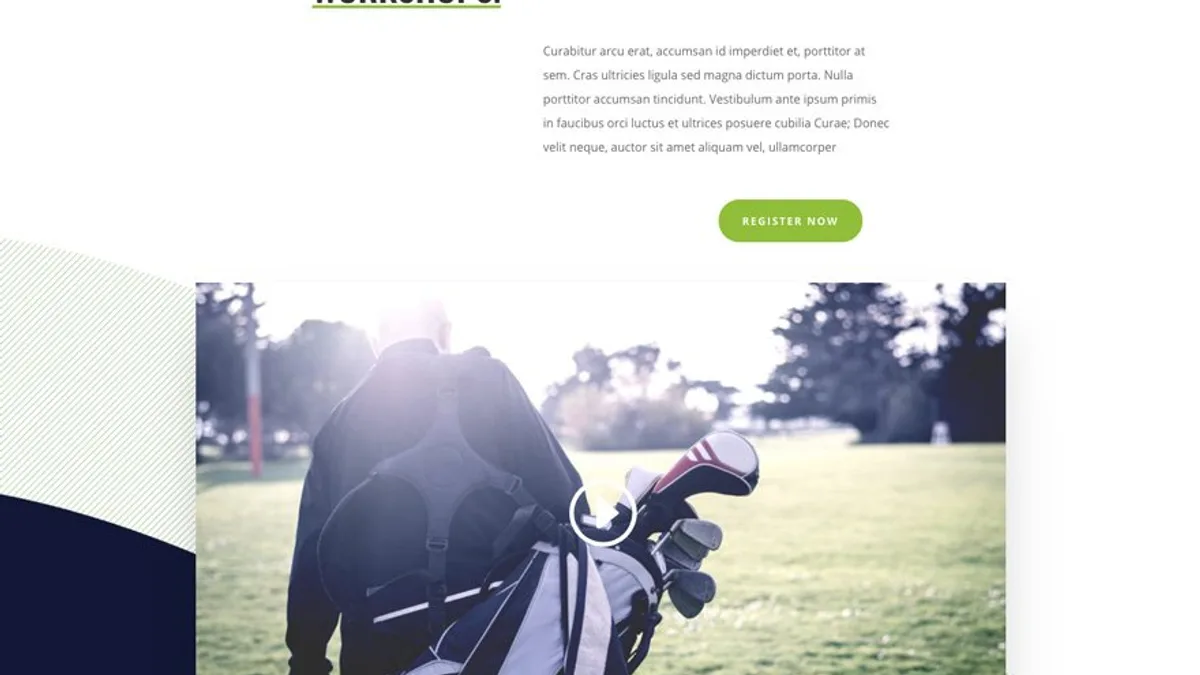 Curabitur arcu erat, accumsan id imperdiet et, porttitor at
sem. Cras ultricies ligula sed magna dictum porta. Nulla
porttitor accumsan tincidunt. Vestibulum ante ipsum primis
in faucibus orci luctus et ultrices posuere cubilia Curae; Donec
velit neque, auctor sit amet aliquam vel, ullamcorper
REGISTER NOW